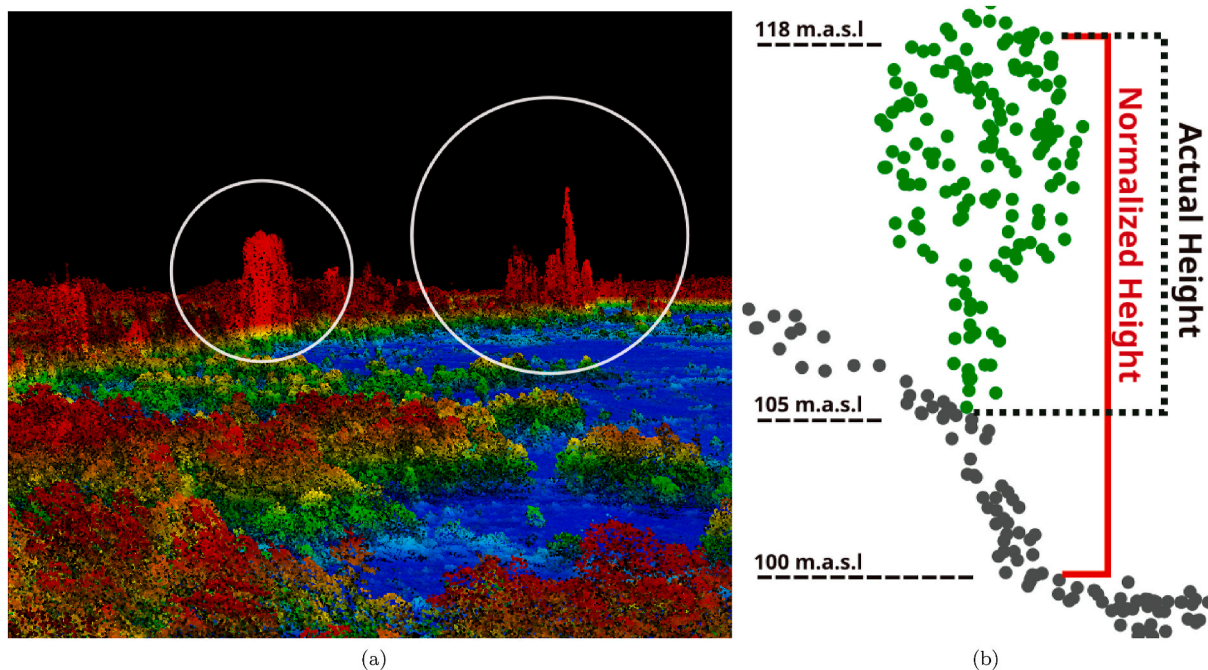 118 m.a.s.l
Normalized Height
Actual Height
105 m.a.s.l
100 m.a.s.l
(a)
(b)